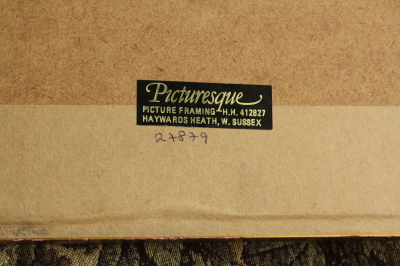 Picturesque
PICTURE FRAMING-H.H. 412827
HAYWARDS HEATH, W. SUSSEX
27879